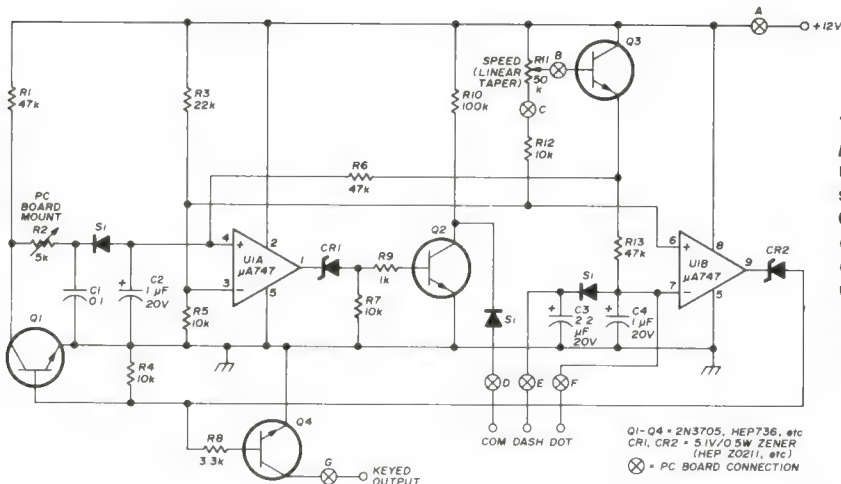 A
+12V
R1
47k
R3
22k
R10
100k
SPEED
(LINEAR
TAPER)
R11
50
k
B
C
Q3
R12
10k
R6
47k
PC
BOARD
MOUNT
R2
5k
Si
4
+
3
−
U1A
μA747
2
1
5
CR1
R9
1k
Q2
R7
10k
R13
47k
6
+
7
−
U1B
μA747
8
9
5
CR2
C1
0.1
+
C2
1 μF
20V
R5
10k
Q1
R4
10k
Si
Si
+
C3
2.2
μF
20V
+
C4
1 μF
20V
D
E
F
COM DASH DOT
R8
3.3k
Q4
G
KEYED
OUTPUT
Q1-Q4 = 2N3705, HEP736, etc
CR1, CR2 = 5.1V/0.5W ZENER
(HEP Z0211, etc)
= PC BOARD CONNECTION